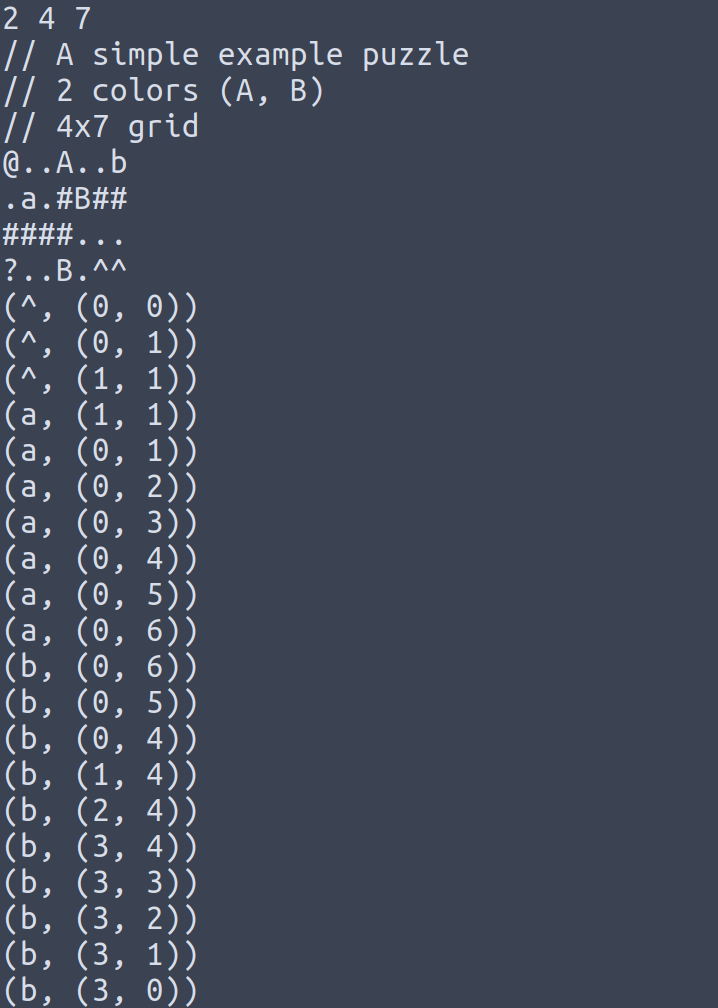 2 4 7
// A simple example puzzle
// 2 colors (A, B)
// 4x7 grid
@..A..b
.a.#B##
####...
?..B.^^
(^, (0, 0))
(^, (0, 1))
(^, (1, 1))
(a, (1, 1))
(a, (0, 1))
(a, (0, 2))
(a, (0, 3))
(a, (0, 4))
(a, (0, 5))
(a, (0, 6))
(b, (0, 6))
(b, (0, 5))
(b, (0, 4))
(b, (1, 4))
(b, (2, 4))
(b, (3, 4))
(b, (3, 3))
(b, (3, 2))
(b, (3, 1))
(b, (3, 0))